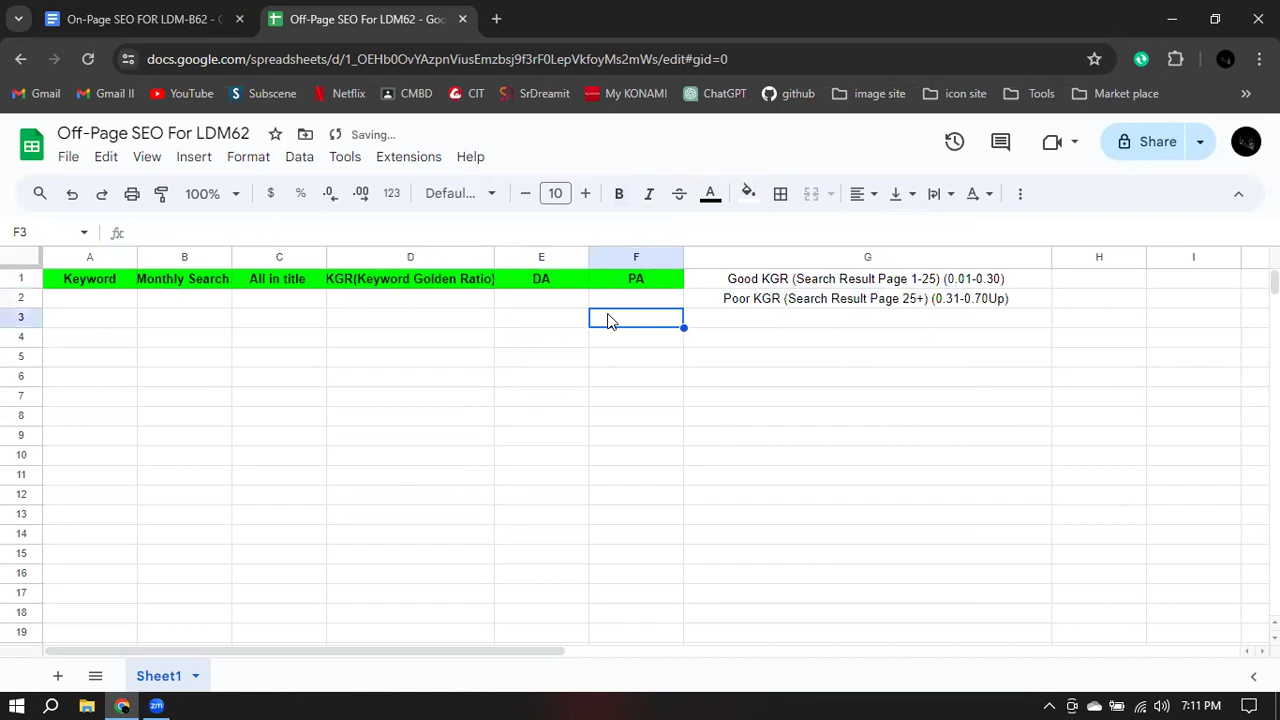 On-Page SEO FOR LDM-B62 - G
Off-Page SEO For LDM62 - Goo
docs.google.com/spreadsheets/d/1_OEHb0OvYAzpnViusEmzbsj9f3rF0LepVkfoyMs2mWs/edit#gid=0
Gmail
Gmail II
YouTube
Subscene
Netflix
CMBD
CIT
SrDreamit
My KONAMI
ChatGPT
github
image site
icon site
Tools
Market place
Off-Page SEO For LDM62
Saving...
Share
File Edit View Insert Format Data Tools Extensions Help
100% $ % .0 .00 123 Defaul... 10 B I S A
F3 fx
A B C D E F G H I
1 Keyword Monthly Search All in title KGR(Keyword Golden Ratio) DA PA Good KGR (Search Result Page 1-25) (0.01-0.30)
2 Poor KGR (Search Result Page 25+) (0.31-0.70Up)
3
4
5
6
7
8
9
10
11
12
13
14
15
16
17
18
19
Sheet1
zm
7:11 PM